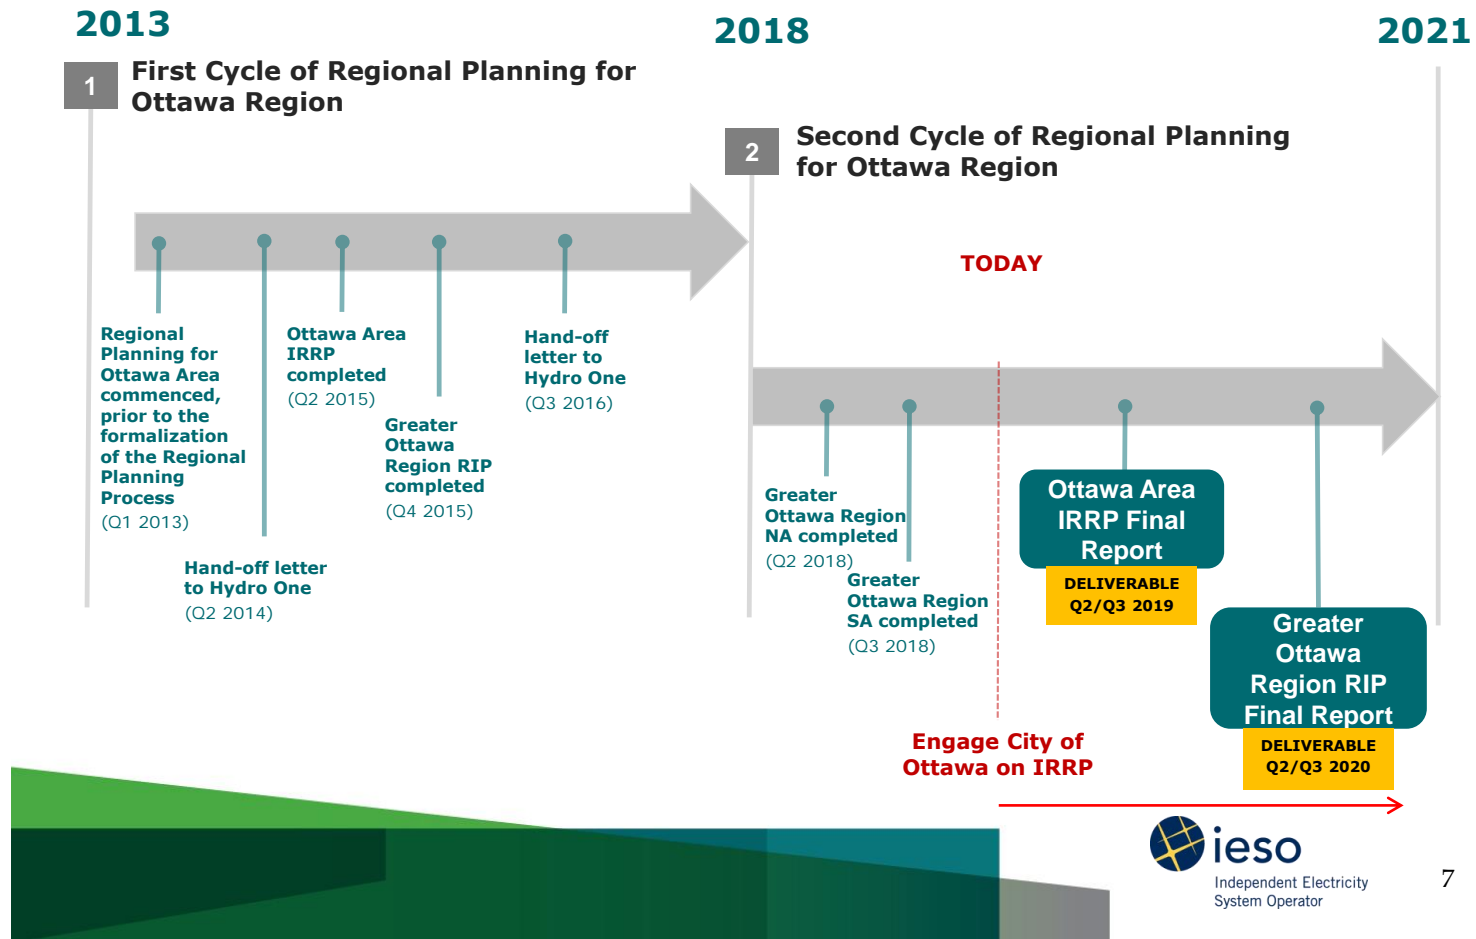 2013
2018
2021
1
First Cycle of Regional Planning for
Ottawa Region
2
Second Cycle of Regional Planning
for Ottawa Region
TODAY
Regional
Planning for
Ottawa Area
commenced,
prior to the
formalization
of the Regional
Planning
Process
(Q1 2013)
Hand-off letter
to Hydro One
(Q2 2014)
Ottawa Area
IRRP
completed
(Q2 2015)
Greater
Ottawa
Region RIP
completed
(Q4 2015)
Hand-off
letter to
Hydro One
(Q3 2016)
Greater
Ottawa Region
NA completed
(Q2 2018)
Greater
Ottawa Region
SA completed
(Q3 2018)
Ottawa Area
IRRP Final
Report
DELIVERABLE
Q2/Q3 2019
Greater
Ottawa
Region RIP
Final Report
DELIVERABLE
Q2/Q3 2020
Engage City of
Ottawa on IRRP
ieso
Independent Electricity
System Operator
7